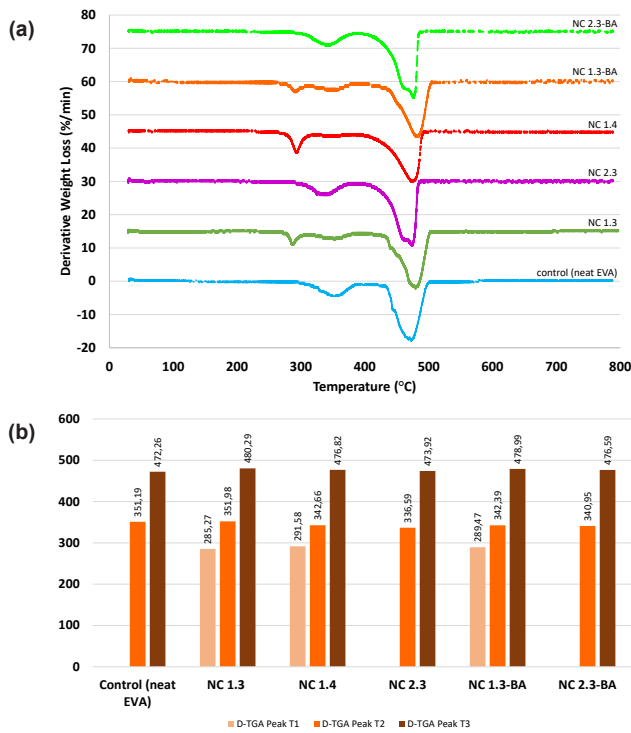 (a)
80
70
60
50
40
30
20
10
0
-10
-20
Derivative Weight Loss (%/min)
NC 2.3-BA
NC 1.3-BA
NC 1.4
NC 2.3
NC 1.3
control (neat EVA)
0
100
200
300
400
500
600
700
800
Temperature (°C)
(b)
600
500
400
300
200
100
0
351,19
472,26
285,27
351,98
480,29
291,58
342,66
476,82
336,59
473,92
289,47
342,39
478,99
340,95
476,59
Control (neat
EVA)
NC 1.3
NC 1.4
NC 2.3
NC 1.3-BA
NC 2.3-BA
D-TGA Peak T1
D-TGA Peak T2
D-TGA Peak T3